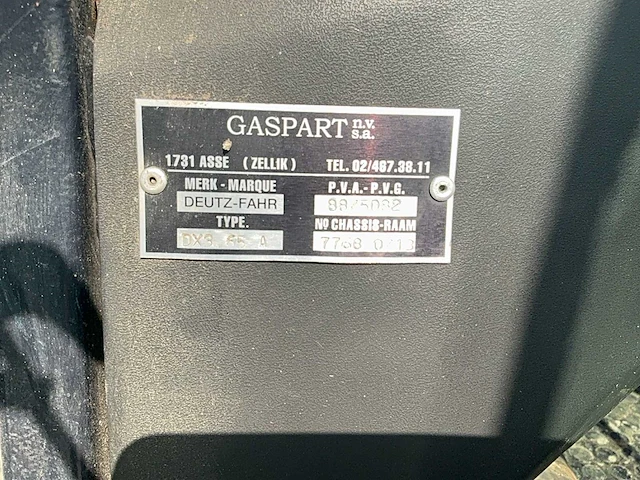 GASPART n.v. s.a.
1731 ASSE (ZELLIK) TEL. 02/467.38.11
MERK - MARQUE P.V.A.- P.V.G.
DEUTZ-FAHR
TYPE. Nº CHASSIS-RAAM
A